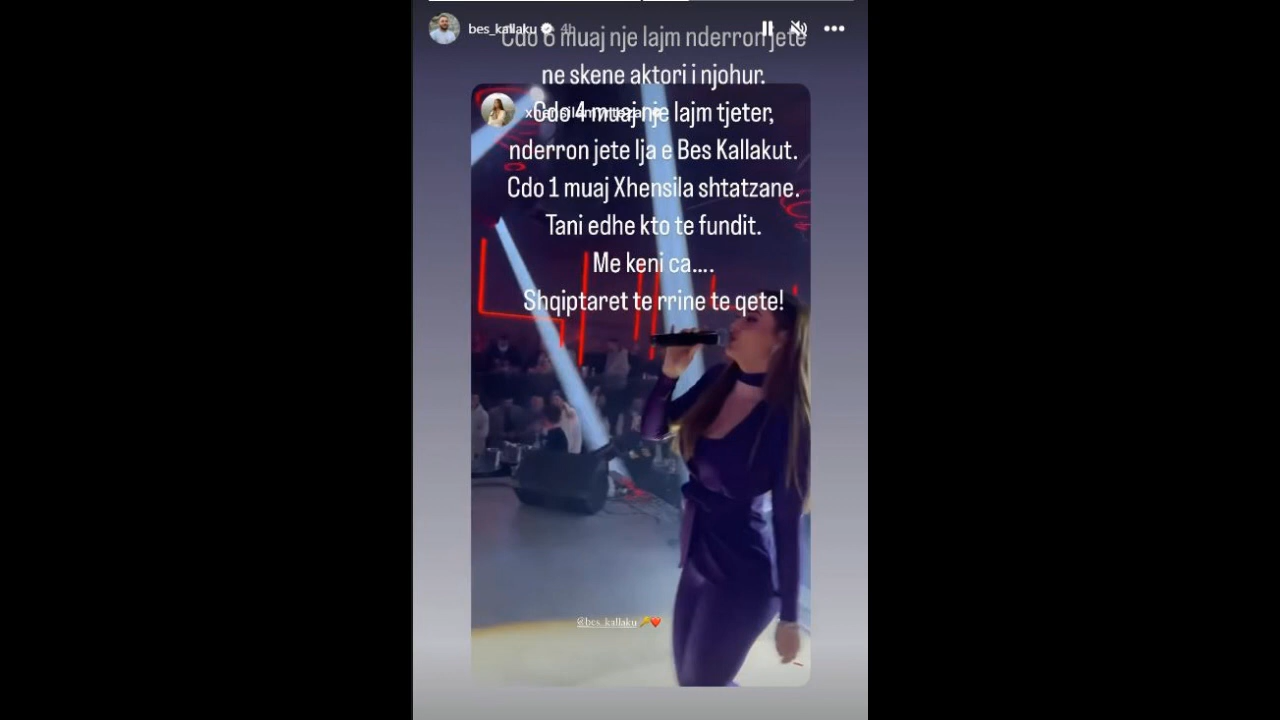 bes_kallaku 4h
Cdo 6 muaj nje lajm nderron jete
ne skene aktori i njohur.
Cdo 4 muaj nje lajm tjeter,
nderron jete lja e Bes Kallakut.
Cdo 1 muaj Xhensila shtatzane.
Tani edhe kto te fundit.
Me keni ca....
Shqiptaret te rrine te qete!
@bes_kallaku